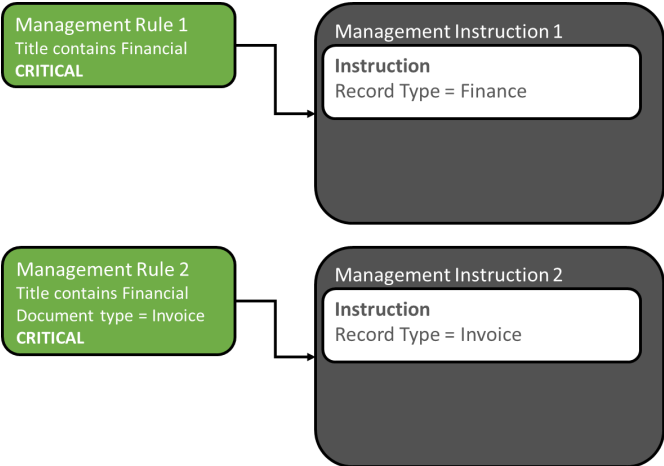 Management Rule 1
Title contains Financial
CRITICAL
Management Instruction 1
Instruction
Record Type = Finance
Management Rule 2
Title contains Financial
Document type = Invoice
CRITICAL
Management Instruction 2
Instruction
Record Type = Invoice